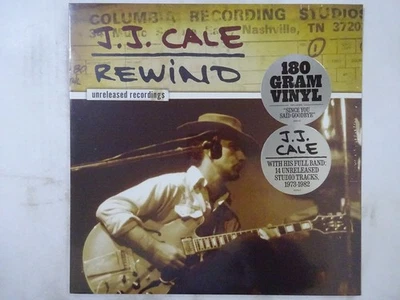 COLUMBIA RECORDING STUDIOS
Nashville, TN 3720
J.J. CALE
REWIND
unreleased recordings
180
GRAM
VINYL
"SINCE YOU
SAID GOODBYE"
J.J.
CALE
WITH HIS FULL BAND:
14 UNRELEASED
STUDIO TRACKS,
1973-1982